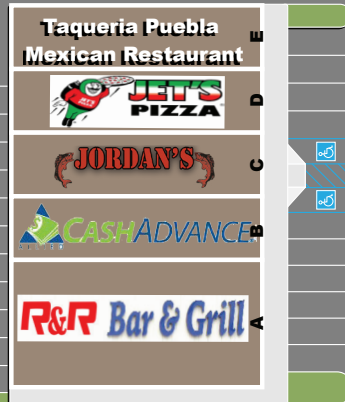 Taqueria Puebla
Mexican Restaurant
E
JET'S
PIZZA
D
JORDAN'S
C
CASHADVANCE
B
R&R Bar & Grill
A